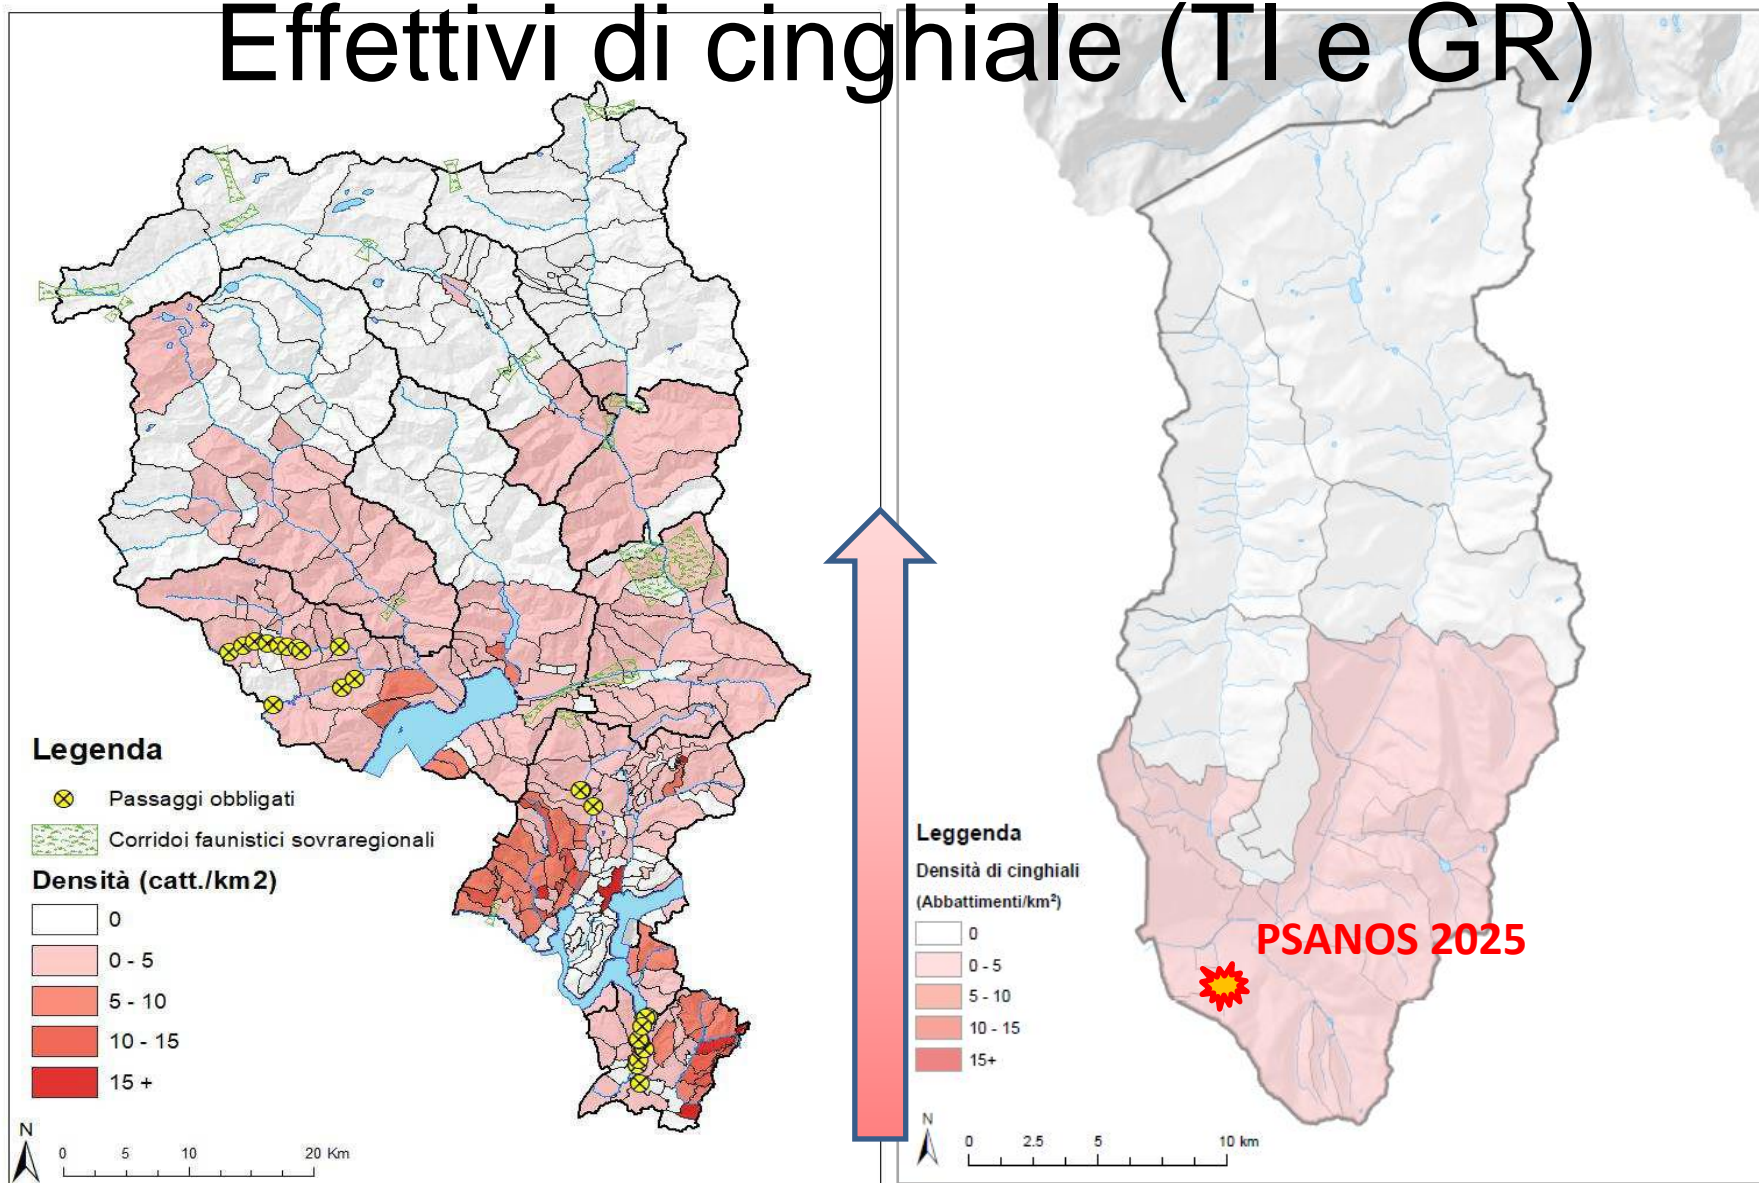 Effettivi di cinghiale (TI e GR)
Legenda
Passaggi obbligati
Corridoi faunistici sovraregionali
Densità (catt./km2)
0
0 - 5
5 - 10
10 - 15
15 +
N
0 5 10 20 Km
Leggenda
Densità di cinghiali
(Abbattimenti/km²)
0
0 - 5
5 - 10
10 - 15
15+
N
0 2.5 5 10 km
PSANOS 2025